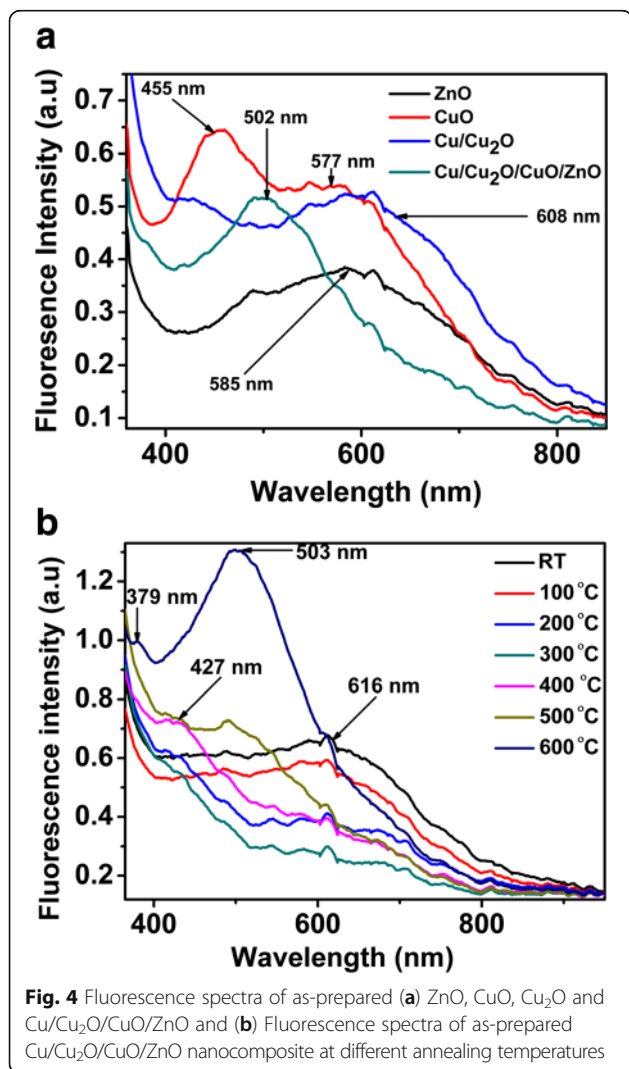 a
Fluoresence Intensity (a.u)
0.7
0.6
0.5
0.4
0.3
0.2
0.1
455 nm
502 nm
577 nm
608 nm
585 nm
ZnO
CuO
Cu/Cu₂O
Cu/Cu₂O/CuO/ZnO
400 600 800
Wavelength (nm)
b
Fluorescence intensity (a.u)
1.2
1.0
0.8
0.6
0.4
0.2
379 nm
503 nm
427 nm
616 nm
RT
100 °C
200 °C
300 °C
400 °C
500 °C
600 °C
400 600 800
Wavelength (nm)
Fig. 4 Fluorescence spectra of as-prepared (a) ZnO, CuO, Cu₂O and
Cu/Cu₂O/CuO/ZnO and (b) Fluorescence spectra of as-prepared
Cu/Cu₂O/CuO/ZnO nanocomposite at different annealing temperatures